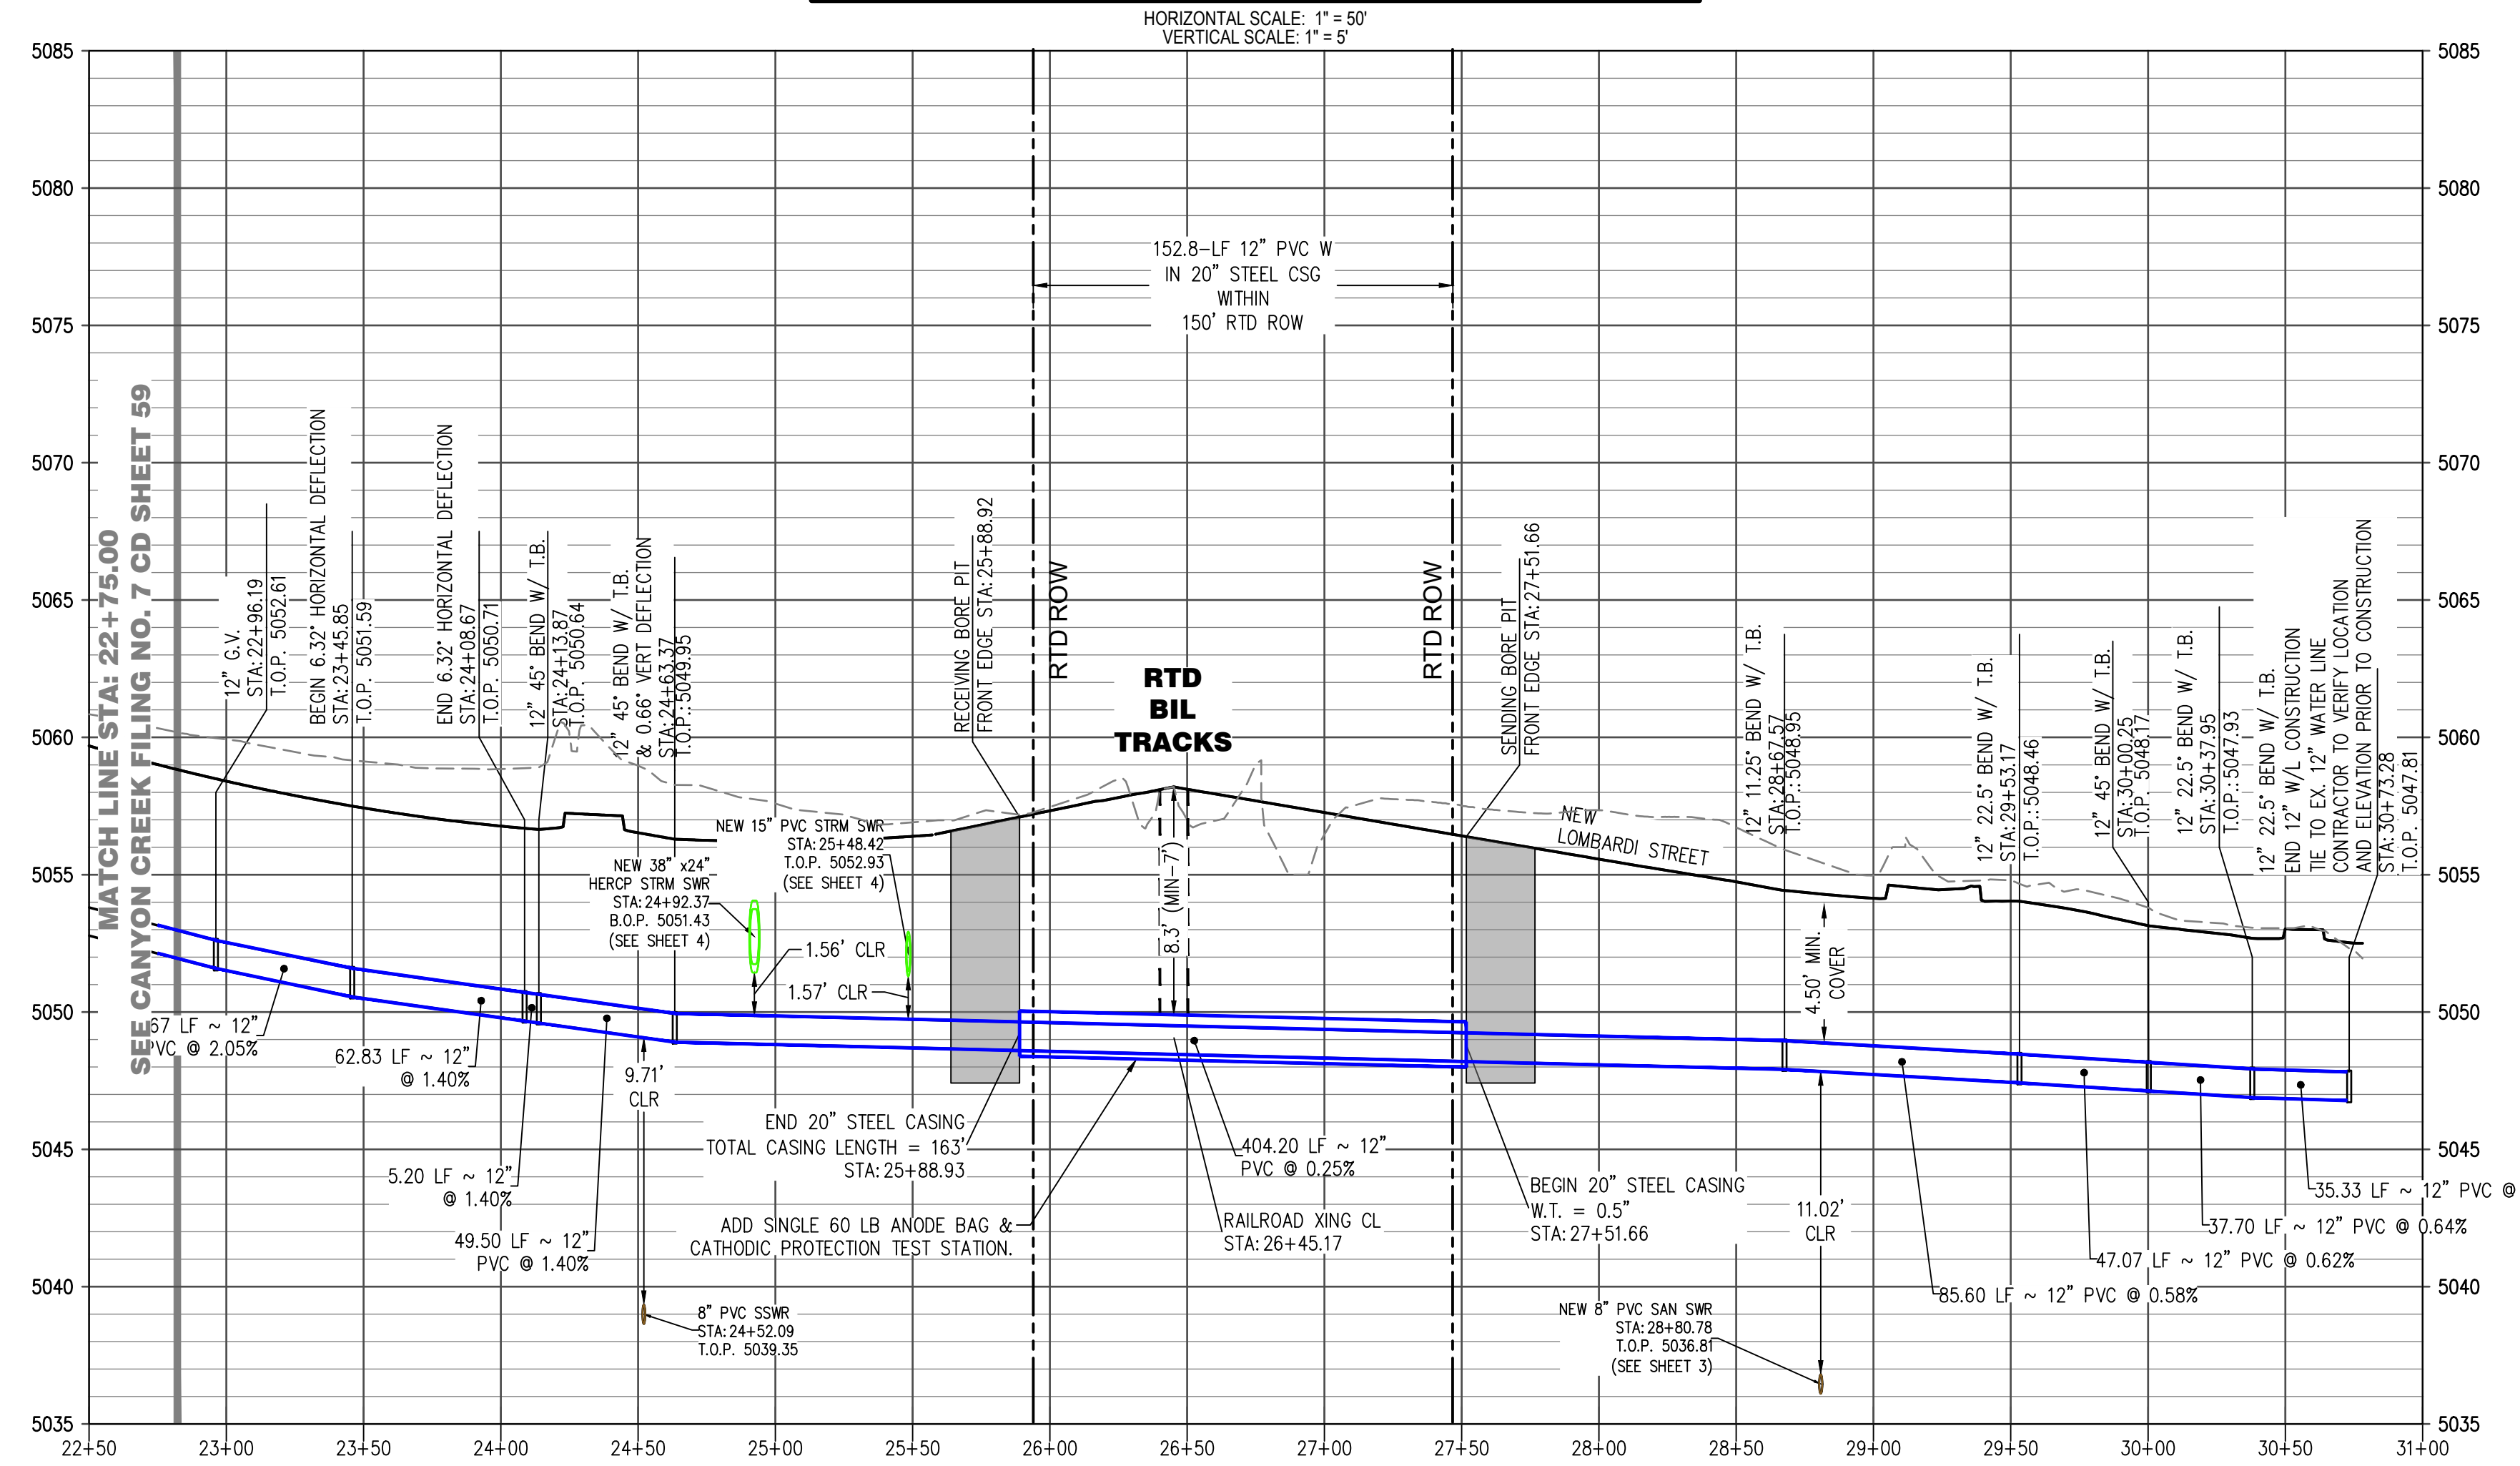 HORIZONTAL SCALE: 1" = 50'
VERTICAL SCALE: 1" = 5'
5085
5080
5075
5070
5065
5060
5055
5050
5045
5040
5035
5085
5080
5075
5070
5065
5060
5055
5050
5045
5040
5035
22+50
23+00
23+50
24+00
24+50
25+00
25+50
26+00
26+50
27+00
27+50
28+00
28+50
29+00
29+50
30+00
30+50
31+00
MATCH LINE STA: 22+75.00
SEE CANYON CREEK FILING NO. 7 CD SHEET 59
12" G.V.
STA:22+96.19
T.O.P. 5052.61
BEGIN 6.32° HORIZONTAL DEFLECTION
STA:23+45.85
T.O.P. 5051.59
END 6.32° HORIZONTAL DEFLECTION
STA:24+08.67
T.O.P. 5050.71
12" 45° BEND W/ T.B.
STA:24+13.87
T.O.P. 5050.64
12" 45° BEND W/ T.B.
& 0.66° VERT DEFLECTION
STA:24+63.37
T.O.P.:5049.95
RECEIVING BORE PIT
FRONT EDGE STA:25+88.92
RTD ROW
152.8-LF 12" PVC W
IN 20" STEEL CSG
WITHIN
150' RTD ROW
RTD
BIL
TRACKS
8.3' (MIN-7')
RTD ROW
SENDING BORE PIT
FRONT EDGE STA:27+51.66
NEW
LOMBARDI STREET
12" 11.25° BEND W/ T.B.
STA:28+67.57
T.O.P.:5048.95
4.50' MIN.
COVER
12" 22.5° BEND W/ T.B.
STA:29+53.17
T.O.P.:5048.46
12" 45° BEND W/ T.B.
STA:30+00.25
T.O.P. 5048.17
12" 22.5° BEND W/ T.B.
STA:30+37.95
T.O.P.:5047.93
12" 22.5° BEND W/ T.B.
END 12" W/L CONSTRUCTION
TIE TO EX. 12" WATER LINE
CONTRACTOR TO VERIFY LOCATION
AND ELEVATION PRIOR TO CONSTRUCTION
STA:30+73.28
T.O.P. 5047.81
NEW 15" PVC STRM SWR
STA:25+48.42
T.O.P. 5052.93
(SEE SHEET 4)
NEW 38" x24"
HERCP STRM SWR
STA:24+92.37
B.O.P. 5051.43
(SEE SHEET 4)
1.56' CLR
1.57' CLR
67 LF ~ 12"
PVC @ 2.05%
62.83 LF ~ 12"
@ 1.40%
5.20 LF ~ 12"
@ 1.40%
49.50 LF ~ 12"
PVC @ 1.40%
9.71'
CLR
8" PVC SSWR
STA:24+52.09
T.O.P. 5039.35
END 20" STEEL CASING
TOTAL CASING LENGTH = 163'
STA:25+88.93
ADD SINGLE 60 LB ANODE BAG &
CATHODIC PROTECTION TEST STATION.
404.20 LF ~ 12"
PVC @ 0.25%
RAILROAD XING CL
STA:26+45.17
BEGIN 20" STEEL CASING
W.T. = 0.5"
STA:27+51.66
NEW 8" PVC SAN SWR
STA:28+80.78
T.O.P. 5036.81
(SEE SHEET 3)
11.02'
CLR
35.33 LF ~ 12" PVC @
37.70 LF ~ 12" PVC @ 0.64%
47.07 LF ~ 12" PVC @ 0.62%
85.60 LF ~ 12" PVC @ 0.58%